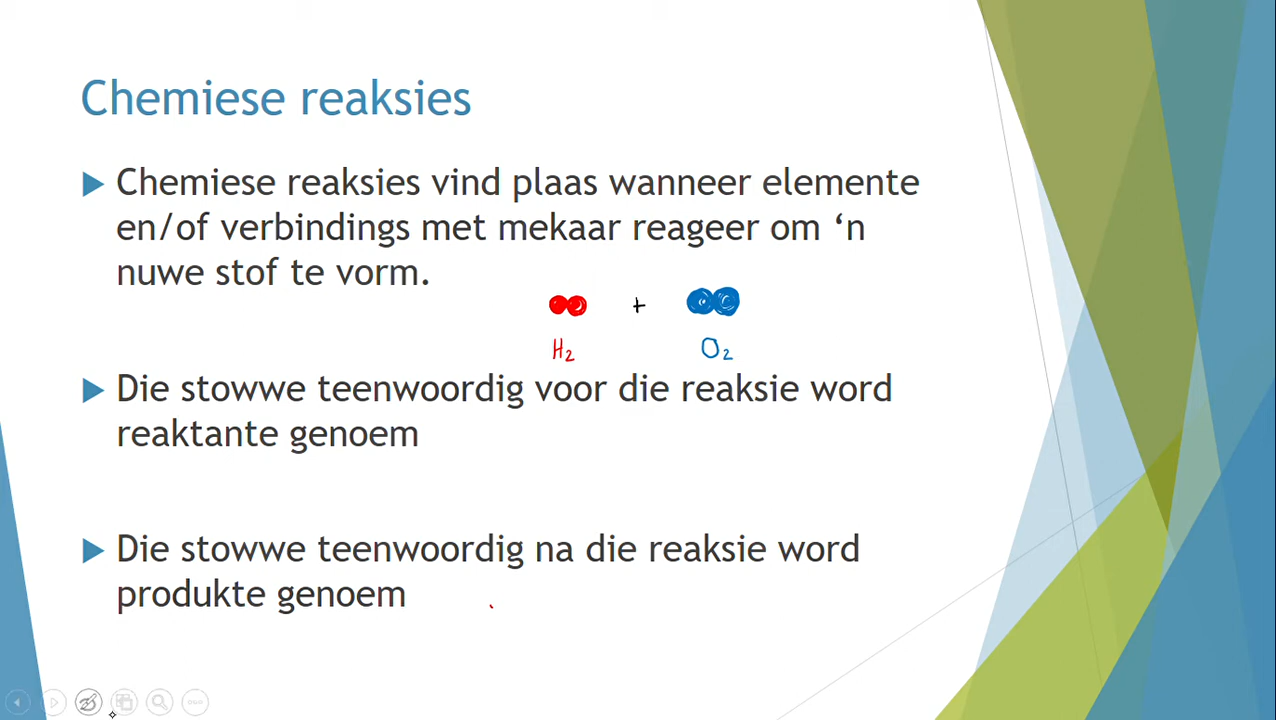 Chemiese reaksies
Chemiese reaksies vind plaas wanneer elemente
en/of verbindings met mekaar reageer om ‘n
nuwe stof te vorm.
+
H₂ O₂
Die stowwe teenwoordig voor die reaksie word
reaktante genoem
Die stowwe teenwoordig na die reaksie word
produkte genoem